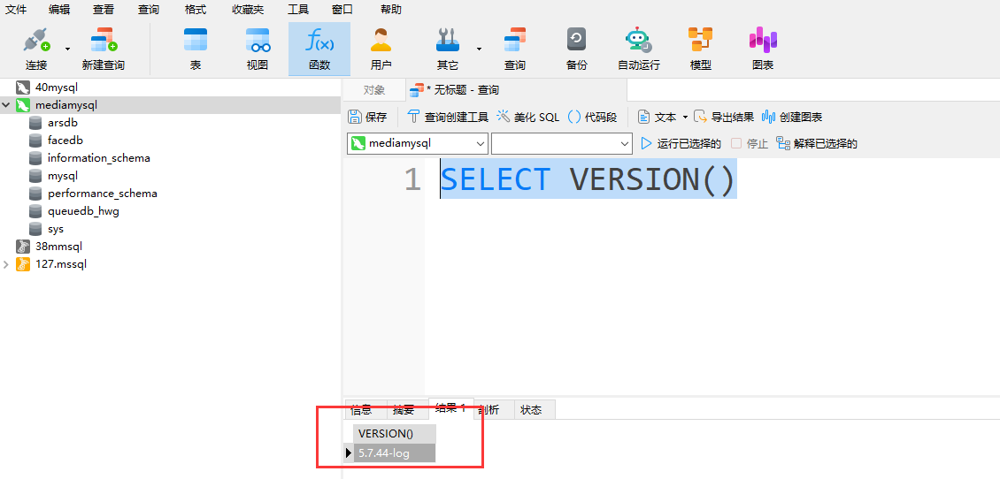 文件 编辑 查看 查询 格式 收藏夹 工具 窗口 帮助
连接 新建查询 表 视图 函数 用户 其它 查询 备份 自动运行 模型 图表
f(x)
40mysql
mediamysql
arsdb
facedb
information_schema
mysql
performance_schema
queuedb_hwg
sys
38mmsql
127.mssql
对象 * 无标题 - 查询
保存 查询创建工具 美化 SQL () 代码段 文本 导出结果 创建图表
mediamysql 运行已选择的 停止 解释已选择的
1 SELECT VERSION()
信息 摘要 结果 1 剖析 状态
VERSION()
5.7.44-log